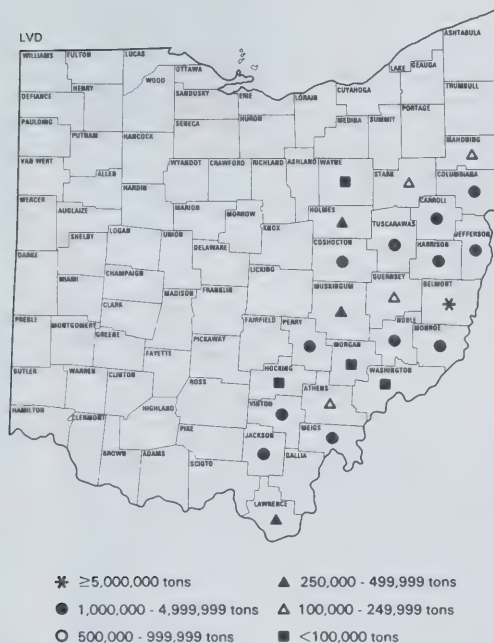 LVD
ASHTABULA
WILLIAMS FULTON LUCAS
LAKE GEAUGA
OTTAWA
WOOD
CUYAHOGA
TRUMBULL
HENRY
SANDUSKY ERIE
LORAIN
DEFIANCE
PORTAGE
PAULDING
SENECA
HURON
MEDINA SUMMIT
MAHONING
PUTNAM
HANCOCK
VAN WERT
WYANDOT CRAWFORD RICHLAND ASHLAND WAYNE
STARK
COLUMBIANA
ALLEN
HARDIN
MERCER
CARROLL
AUGLAIZE
MARION
HOLMES
MORROW
TUSCARAWAS
JEFFERSON
LOGAN
UNION
KNOX
SHELBY
COSHOCTON
HARRISON
DELAWARE
DARKE
LICKING
GUERNSEY
CHAMPAIGN
MIAMI
MUSKINGUM
BELMONT
MADISON FRANKLIN
CLARK
NOBLE
PREBLE
FAIRFIELD PERRY
MONROE
MONTGOMERY
GREENE
PICKAWAY
MORGAN
FAYETTE
HOCKING
WASHINGTON
BUTLER WARREN CLINTON
ROSS
ATHENS
VINTON
HAMILTON
HIGHLAND
CLERMONT
MEIGS
PIKE
JACKSON
BROWN ADAMS
SCIOTO
GALLIA
LAWRENCE
≥5,000,000 tons
250,000 - 499,999 tons
1,000,000 - 4,999,999 tons
100,000 - 249,999 tons
500,000 - 999,999 tons
<100,000 tons